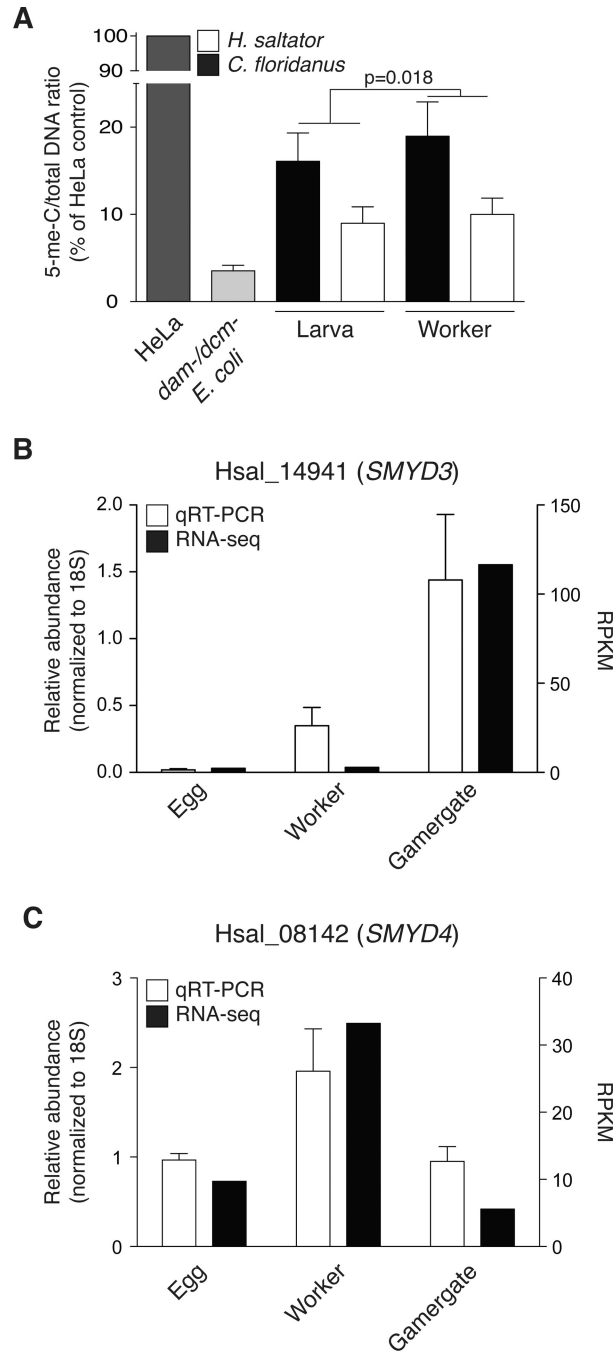 A
5-me-C/total DNA ratio
(% of HeLa control)
100
90
20
10
0
H. saltator
C. floridanus
p=0.018
HeLa
dam-/dcm-
E. coli
Larva
Worker
B
Hsal_14941 (SMYD3)
qRT-PCR
RNA-seq
Relative abundance
(normalized to 18S)
2.0
1.5
1.0
0.5
0.0
150
100
50
0
RPKM
Egg
Worker
Gamergate
C
Hsal_08142 (SMYD4)
qRT-PCR
RNA-seq
Relative abundance
(normalized to 18S)
3
2
1
0
40
30
20
10
0
RPKM
Egg
Worker
Gamergate